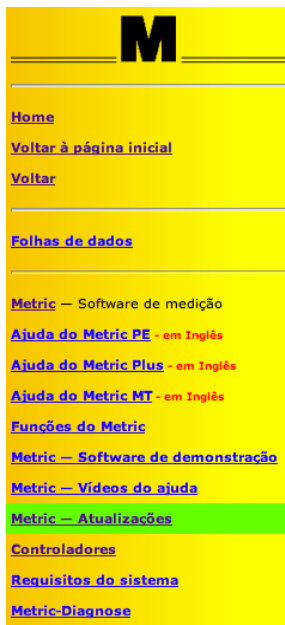 M
Home
Voltar à página inicial
Voltar
Folhas de dados
Metric — Software de medição
Ajuda do Metric PE - em Inglês
Ajuda do Metric Plus - em Inglês
Ajuda do Metric MT - em Inglês
Funções do Metric
Metric — Software de demonstração
Metric — Vídeos do ajuda
Metric — Atualizações
Controladores
Requisitos do sistema
Metric-Diagnose